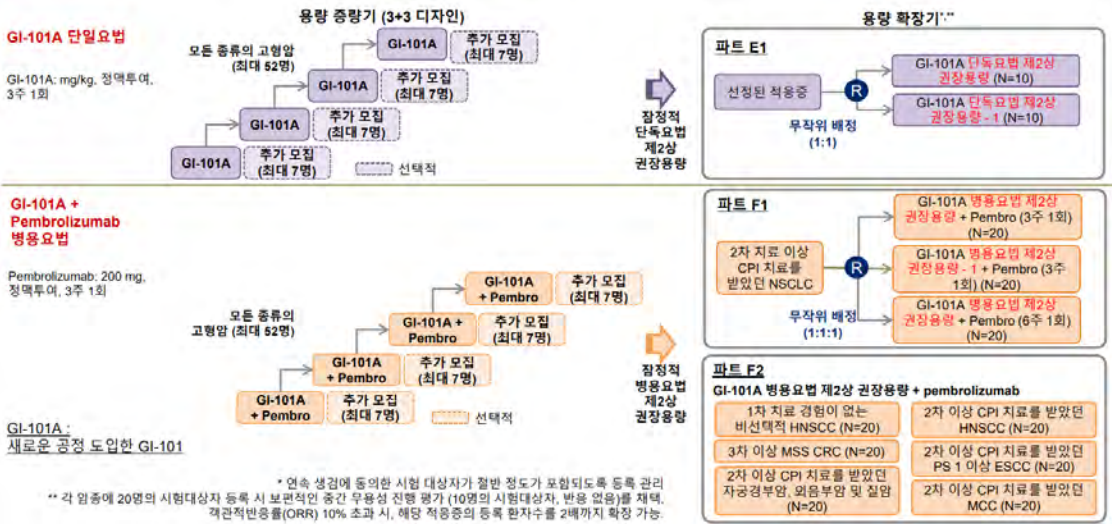 용량 증량기 (3+3 디자인)
용량 확장기*,**
GI-101A 단일요법
GI-101A: mg/kg, 정맥투여,
3주 1회
모든 종류의 고형암
(최대 52명)
GI-101A
추가 모집
(최대 7명)
GI-101A
추가 모집
(최대 7명)
GI-101A
추가 모집
(최대 7명)
GI-101A
추가 모집
(최대 7명)
선택적
잠정적
단독요법
제2상
권장용량
파트 E1
선정된 적응증
R
무작위 배정
(1:1)
GI-101A 단독요법 제2상
권장용량 (N=10)
GI-101A 단독요법 제2상
권장용량 - 1 (N=10)
GI-101A +
Pembrolizumab
병용요법
Pembrolizumab: 200 mg,
정맥투여, 3주 1회
모든 종류의
고형암 (최대 52명)
GI-101A
+ Pembro
추가 모집
(최대 7명)
GI-101A +
Pembro
추가 모집
(최대 7명)
GI-101A
+ Pembro
추가 모집
(최대 7명)
GI-101A
+ Pembro
추가 모집
(최대 7명)
선택적
잠정적
병용요법
제2상
권장용량
파트 F1
2차 치료 이상
CPI 치료를
받았던 NSCLC
R
무작위 배정
(1:1:1)
GI-101A 병용요법 제2상
권장용량 + Pembro (3주 1회)
(N=20)
GI-101A 병용요법 제2상
권장용량 - 1 + Pembro (3주
1회) (N=20)
GI-101A 병용요법 제2상
권장용량 + Pembro (6주 1회)
(N=20)
파트 F2
GI-101A 병용요법 제2상 권장용량 + pembrolizumab
1차 치료 경험이 없는
비선택적 HNSCC (N=20)
2차 이상 CPI 치료를 받았던
HNSCC (N=20)
3차 이상 MSS CRC (N=20)
2차 이상 CPI 치료를 받았던
PS 1 이상 ESCC (N=20)
2차 이상 CPI 치료를 받았던
자궁경부암, 외음부암 및 질암
(N=20)
2차 이상 CPI 치료를 받았던
MCC (N=20)
GI-101A :
새로운 공정 도입한 GI-101
* 연속 생검에 동의한 시험 대상자가 절반 정도가 포함되도록 등록 관리
** 각 암종에 20명의 시험대상자 등록 시 보편적인 중간 무용성 진행 평가 (10명의 시험대상자, 반응 없음)를 채택.
객관적반응률(ORR) 10% 초과 시, 해당 적응증의 등록 환자수를 2배까지 확장 가능.